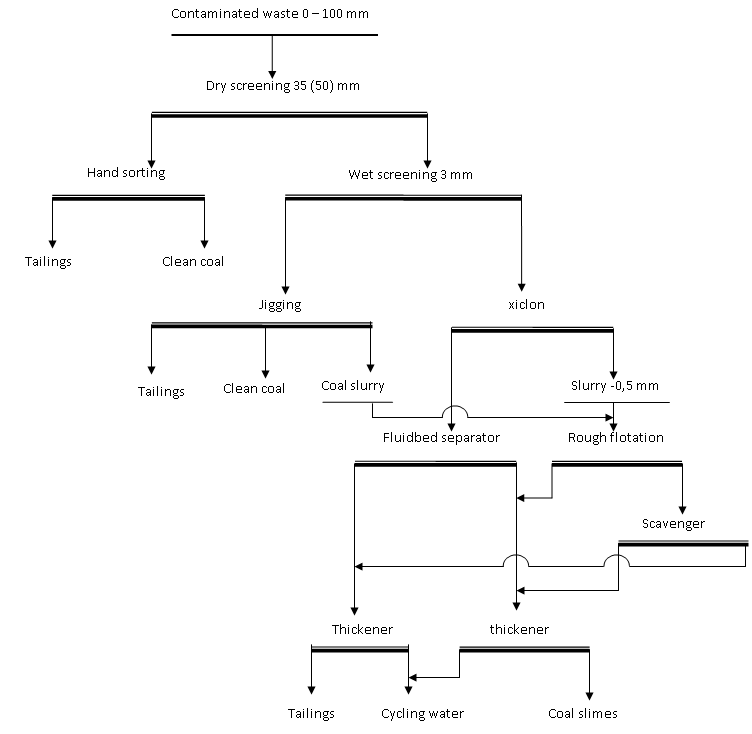 Contaminated waste 0 – 100 mm
Dry screening 35 (50) mm
Hand sorting
Wet screening 3 mm
Tailings
Clean coal
Jigging
xiclon
Tailings
Clean coal
Coal slurry
Slurry -0,5 mm
Fluidbed separator
Rough flotation
Scavenger
Thickener
thickener
Tailings
Cycling water
Coal slimes